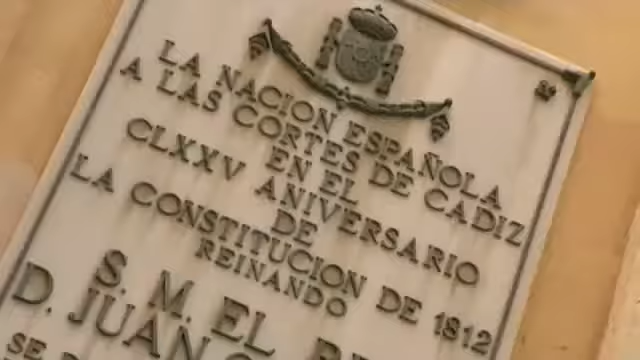 LA NACION ESPAÑOLA
A LAS CORTES DE CADIZ
EN EL
CLXXV ANIVERSARIO
DE
LA CONSTITUCION DE 1812
REINANDO
S. M. EL
D. JUAN
SE